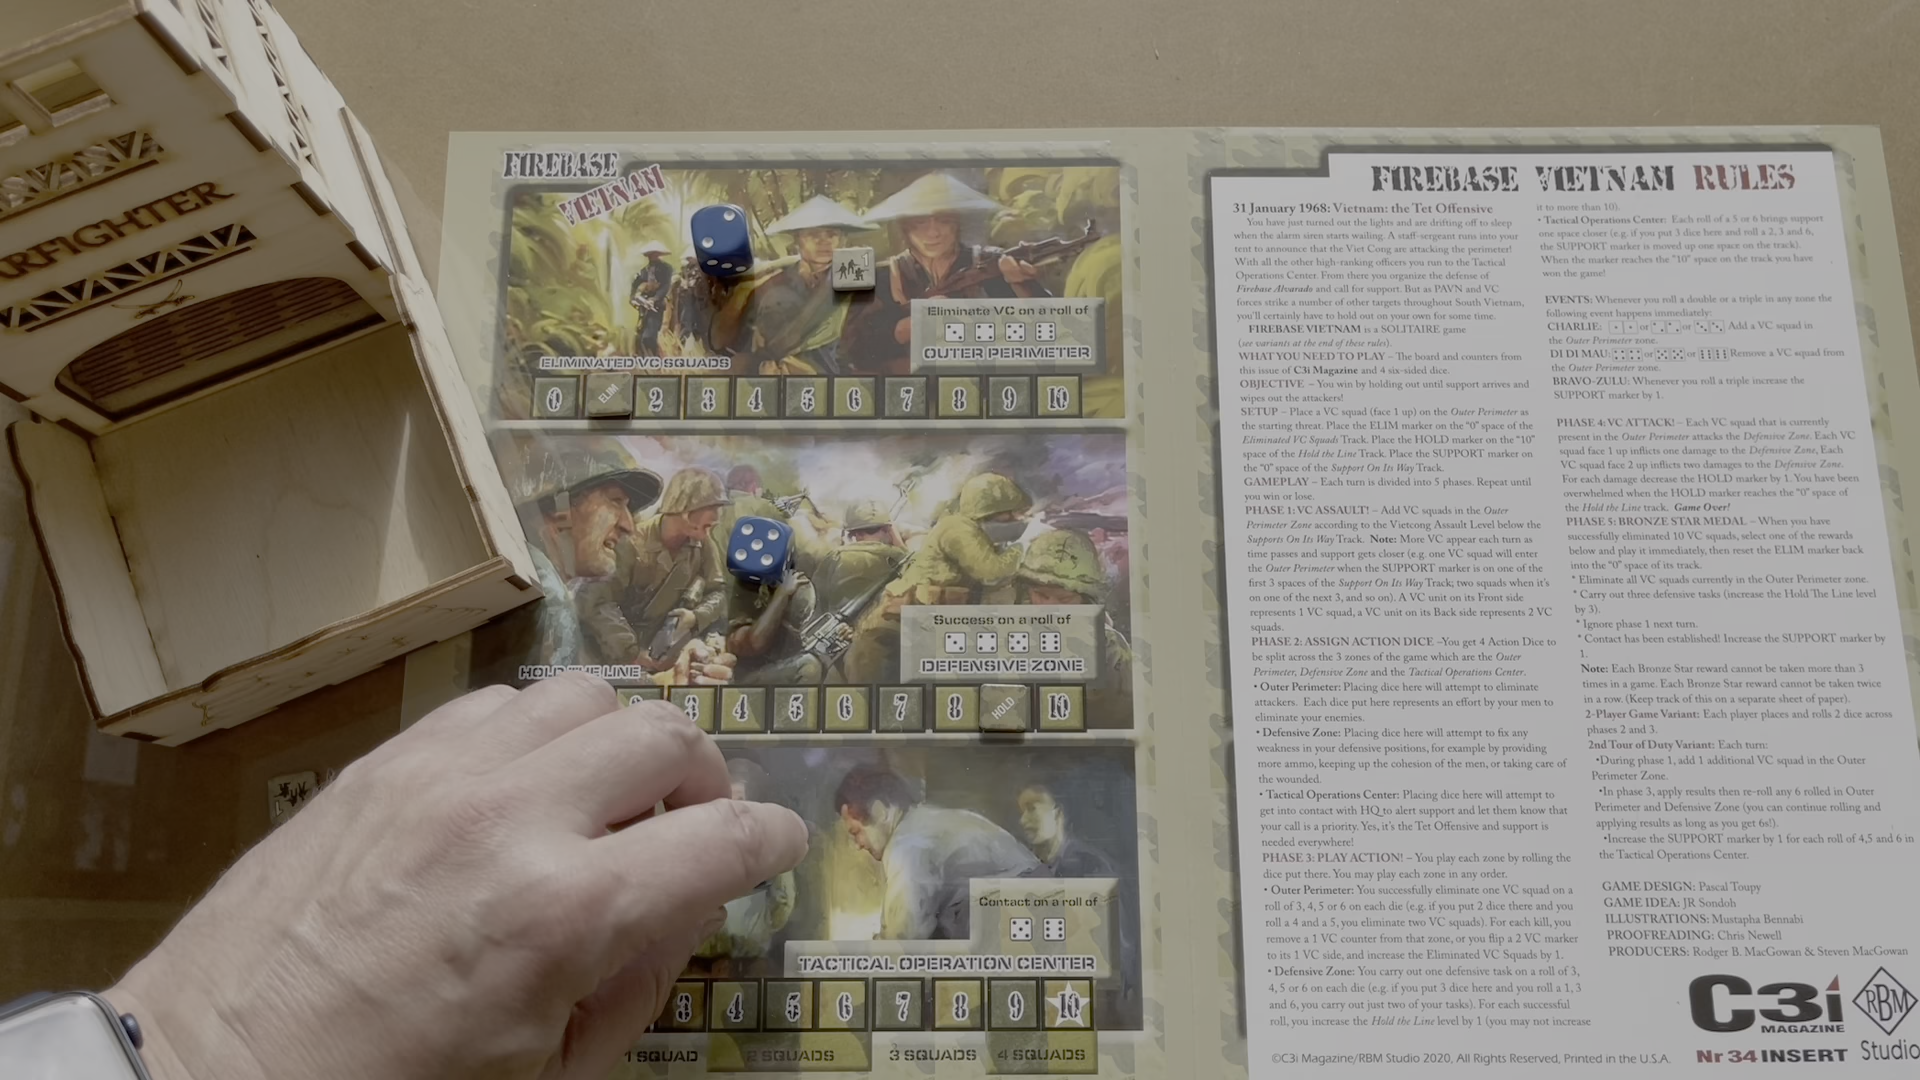 ARFIGHTER
FIREBASE
VIETNAM
Eliminate VC on a roll of
OUTER PERIMETER
ELIMINATED VC SQUADS
0 ELIM 2 3 4 5 6 7 8 9 10
1
Success on a roll of
DEFENSIVE ZONE
HOLD THE LINE
3 4 5 6 7 8 HOLD 10
Contact on a roll of
TACTICAL OPERATION CENTER
3 4 5 6 7 8 9 10
1 SQUAD 2 SQUADS 3 SQUADS 4 SQUADS
FIREBASE VIETNAM RULES
31 January 1968: Vietnam: the Tet Offensive
You have just turned out the lights and are drifting off to sleep
when the alarm siren starts wailing. A staff-sergeant runs into your
tent to announce that the Viet Cong are attacking the perimeter!
With all the other high-ranking officers you run to the Tactical
Operations Center. From there you organize the defense of
Firebase Alvarado and call for support. But as PAVN and VC
forces strike a number of other targets throughout South Vietnam,
you'll certainly have to hold out on your own for some time.
FIREBASE VIETNAM is a SOLITAIRE game
(see variants at the end of these rules).
WHAT YOU NEED TO PLAY – The board and counters from
this issue of C3i Magazine and 4 six-sided dice.
OBJECTIVE – You win by holding out until support arrives and
wipes out the attackers!
SETUP – Place a VC squad (face 1 up) on the Outer Perimeter as
the starting threat. Place the ELIM marker on the "0" space of the
Eliminated VC Squads Track. Place the HOLD marker on the "10"
space of the Hold the Line Track. Place the SUPPORT marker on
the "0" space of the Support On Its Way Track.
GAMEPLAY – Each turn is divided into 5 phases. Repeat until
you win or lose.
PHASE 1: VC ASSAULT! – Add VC squads in the Outer
Perimeter Zone according to the Vietcong Assault Level below the
Supports On Its Way Track. Note: More VC appear each turn as
time passes and support gets closer (e.g. one VC squad will enter
the Outer Perimeter when the SUPPORT marker is on one of the
first 3 spaces of the Support On Its Way Track; two squads when it's
on one of the next 3, and so on). A VC unit on its Front side
represents 1 VC squad, a VC unit on its Back side represents 2 VC
squads.
PHASE 2: ASSIGN ACTION DICE –You get 4 Action Dice to
be split across the 3 zones of the game which are the Outer
Perimeter, Defensive Zone and the Tactical Operations Center.
• Outer Perimeter: Placing dice here will attempt to eliminate
attackers. Each dice put here represents an effort by your men to
eliminate your enemies.
• Defensive Zone: Placing dice here will attempt to fix any
weakness in your defensive positions, for example by providing
more ammo, keeping up the cohesion of the men, or taking care of
the wounded.
• Tactical Operations Center: Placing dice here will attempt to
get into contact with HQ to alert support and let them know that
your call is a priority. Yes, it's the Tet Offensive and support is
needed everywhere!
PHASE 3: PLAY ACTION! – You play each zone by rolling the
dice put there. You may play each zone in any order.
• Outer Perimeter: You successfully eliminate one VC squad on a
roll of 3, 4, 5 or 6 on each die (e.g. if you put 2 dice there and you
roll a 4 and a 5, you eliminate two VC squads). For each kill, you
remove a 1 VC counter from that zone, or you flip a 2 VC marker
to its 1 VC side, and increase the Eliminated VC Squads by 1.
• Defensive Zone: You carry out one defensive task on a roll of 3,
4, 5 or 6 on each die (e.g. if you put 3 dice here and you roll a 1, 3
and 6, you carry out just two of your tasks). For each successful
roll, you increase the Hold the Line level by 1 (you may not increase
it to more than 10).
• Tactical Operations Center: Each roll of a 5 or 6 brings support
one space closer (e.g. if you put 3 dice here and roll a 2, 3 and 6,
the SUPPORT marker is moved up one space on the track).
When the marker reaches the "10" space on the track you have
won the game!
EVENTS: Whenever you roll a double or a triple in any zone the
following event happens immediately:
CHARLIE: or or Add a VC squad in
the Outer Perimeter zone.
DI DI MAU: or or Remove a VC squad from
the Outer Perimeter zone.
BRAVO-ZULU: Whenever you roll a triple increase the
SUPPORT marker by 1.
PHASE 4: VC ATTACK! – Each VC squad that is currently
present in the Outer Perimeter attacks the Defensive Zone. Each VC
squad face 1 up inflicts one damage to the Defensive Zone, Each
VC squad face 2 up inflicts two damages to the Defensive Zone.
For each damage decrease the HOLD marker by 1. You have been
overwhelmed when the HOLD marker reaches the "0" space of
the Hold the Line track. Game Over!
PHASE 5: BRONZE STAR MEDAL – When you have
successfully eliminated 10 VC squads, select one of the rewards
below and play it immediately, then reset the ELIM marker back
into the "0" space of its track.
* Eliminate all VC squads currently in the Outer Perimeter zone.
* Carry out three defensive tasks (increase the Hold The Line level
by 3).
* Ignore phase 1 next turn.
* Contact has been established! Increase the SUPPORT marker by
1.
Note: Each Bronze Star reward cannot be taken more than 3
times in a game. Each Bronze Star reward cannot be taken twice
in a row. (Keep track of this on a separate sheet of paper).
2-Player Game Variant: Each player places and rolls 2 dice across
phases 2 and 3.
2nd Tour of Duty Variant: Each turn:
•During phase 1, add 1 additional VC squad in the Outer
Perimeter Zone.
•In phase 3, apply results then re-roll any 6 rolled in Outer
Perimeter and Defensive Zone (you can continue rolling and
applying results as long as you get 6s!).
•Increase the SUPPORT marker by 1 for each roll of 4,5 and 6 in
the Tactical Operations Center.
GAME DESIGN: Pascal Toupy
GAME IDEA: JR Sondoh
ILLUSTRATIONS: Mustapha Bennabi
PROOFREADING: Chris Newell
PRODUCERS: Rodger B. MacGowan & Steven MacGowan
C3i
MAGAZINE
Nr 34 INSERT
RBM
Studio
©C3i Magazine/RBM Studio 2020, All Rights Reserved, Printed in the U.S.A.